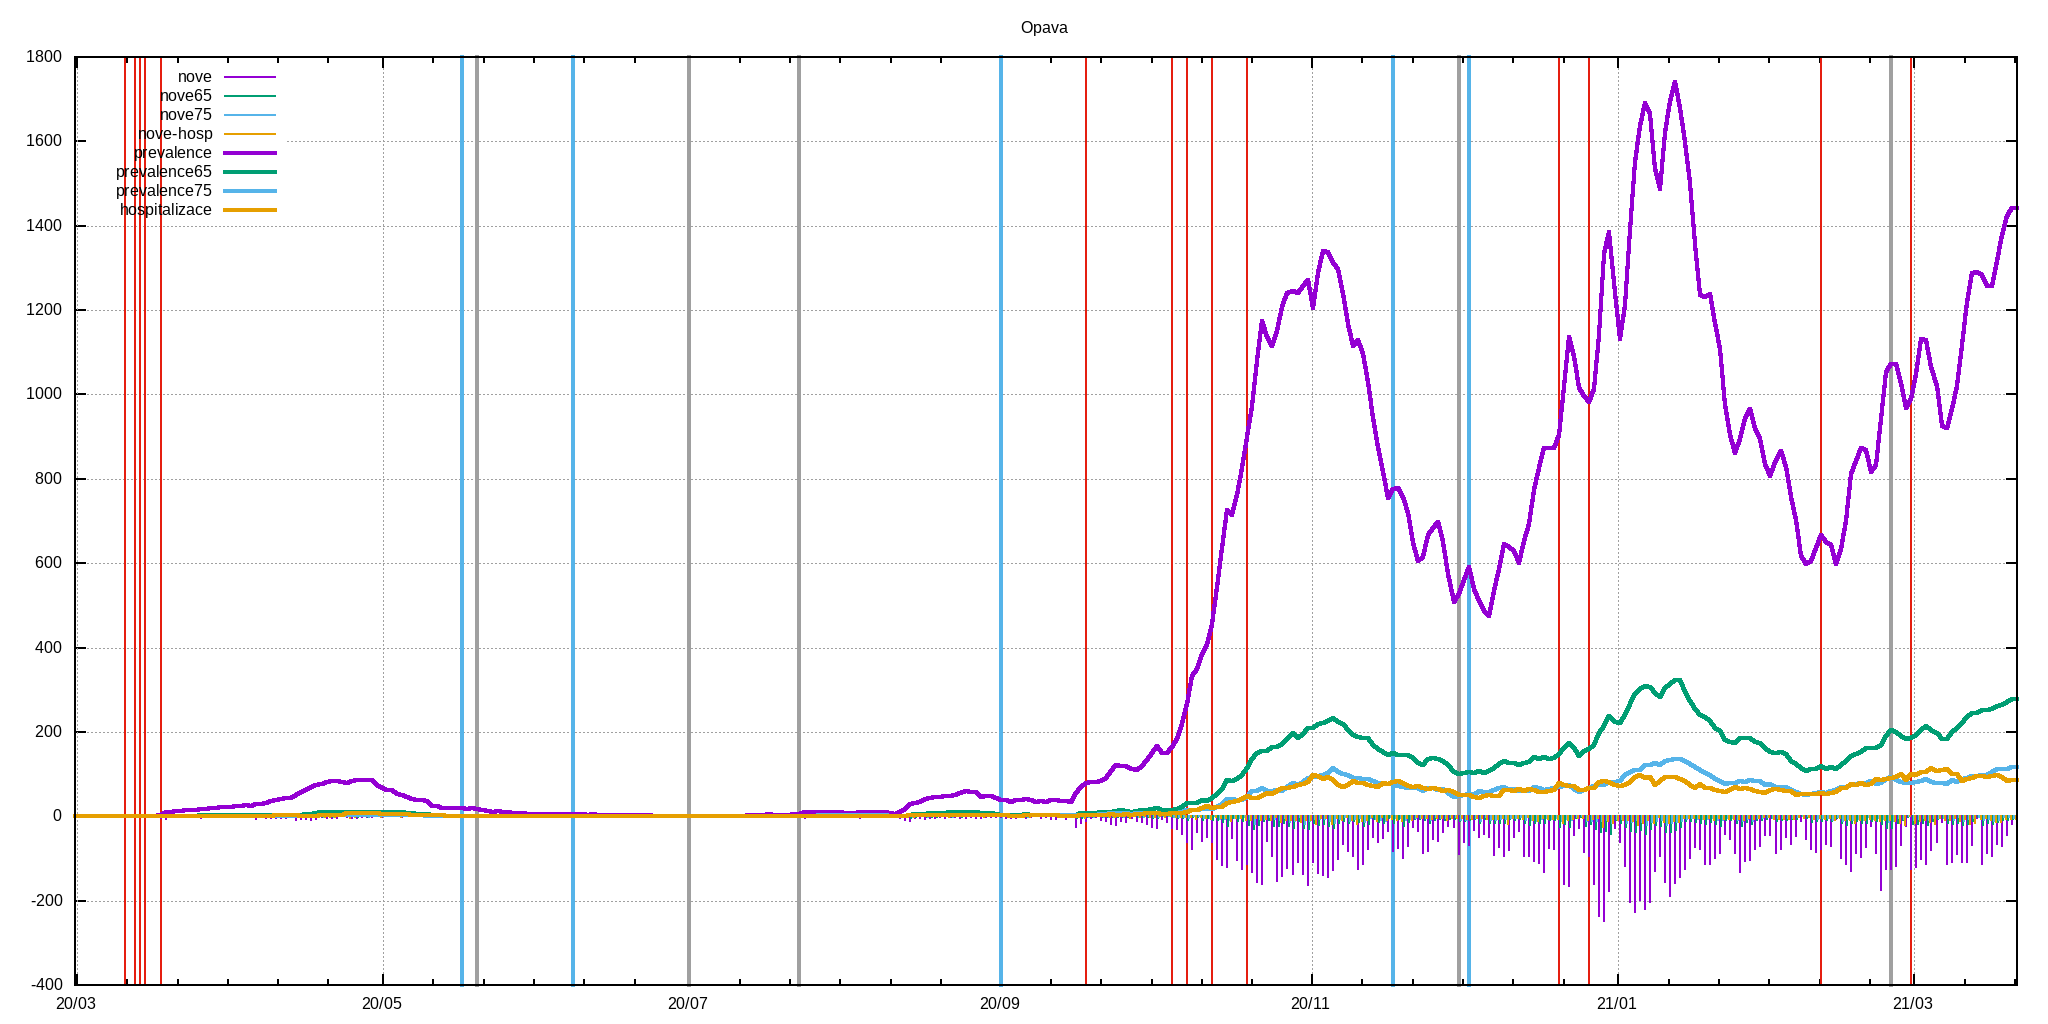 Opava
1800
1600
1400
1200
1000
800
600
400
200
0
-200
-400
nove
nove65
nove75
nove-hosp
prevalence
prevalence65
prevalence75
hospitalizace
20/03 20/05 20/07 20/09 20/11 21/01 21/03